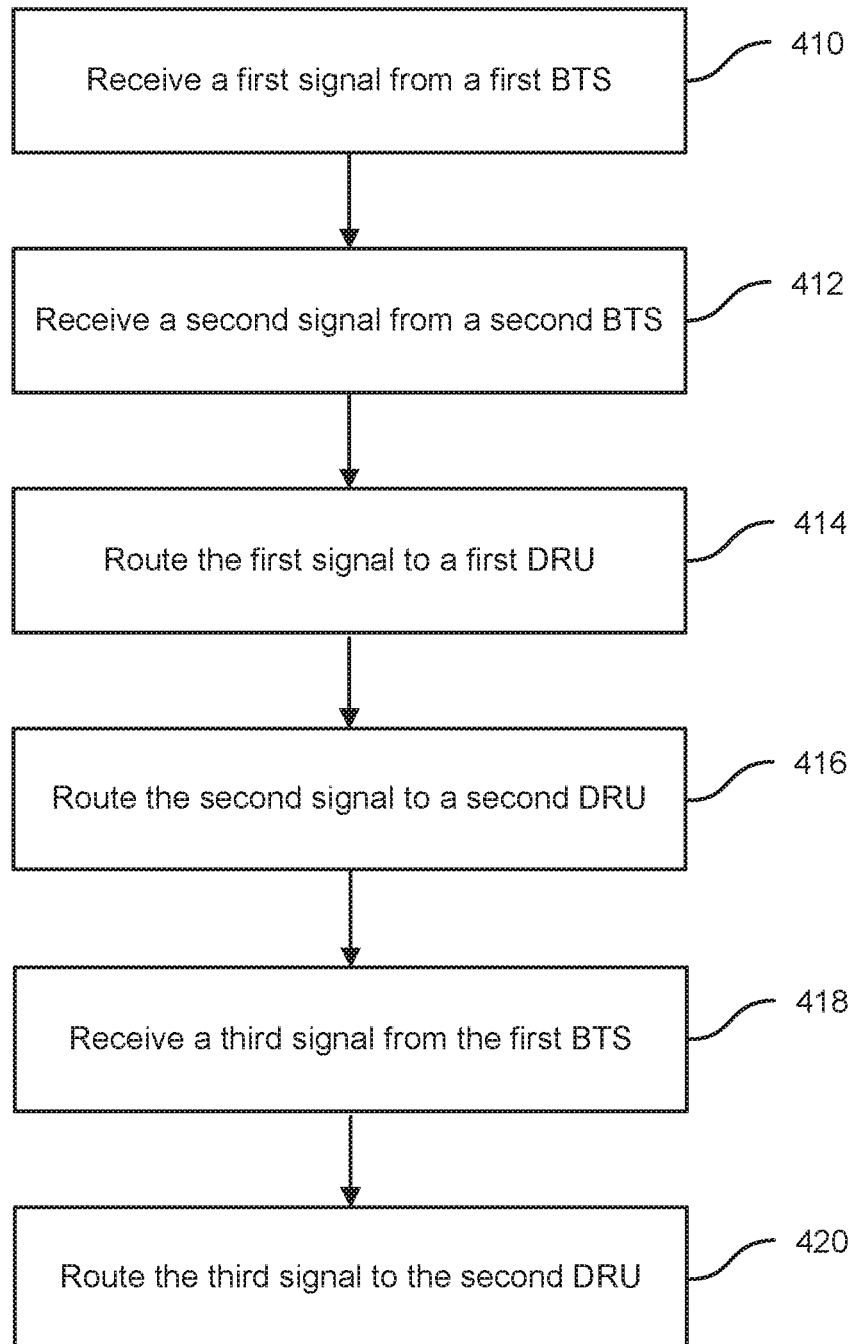 Receive a first signal from a first BTS
410
Receive a second signal from a second BTS
412
Route the first signal to a first DRU
414
Route the second signal to a second DRU
416
Receive a third signal from the first BTS
418
Route the third signal to the second DRU
420